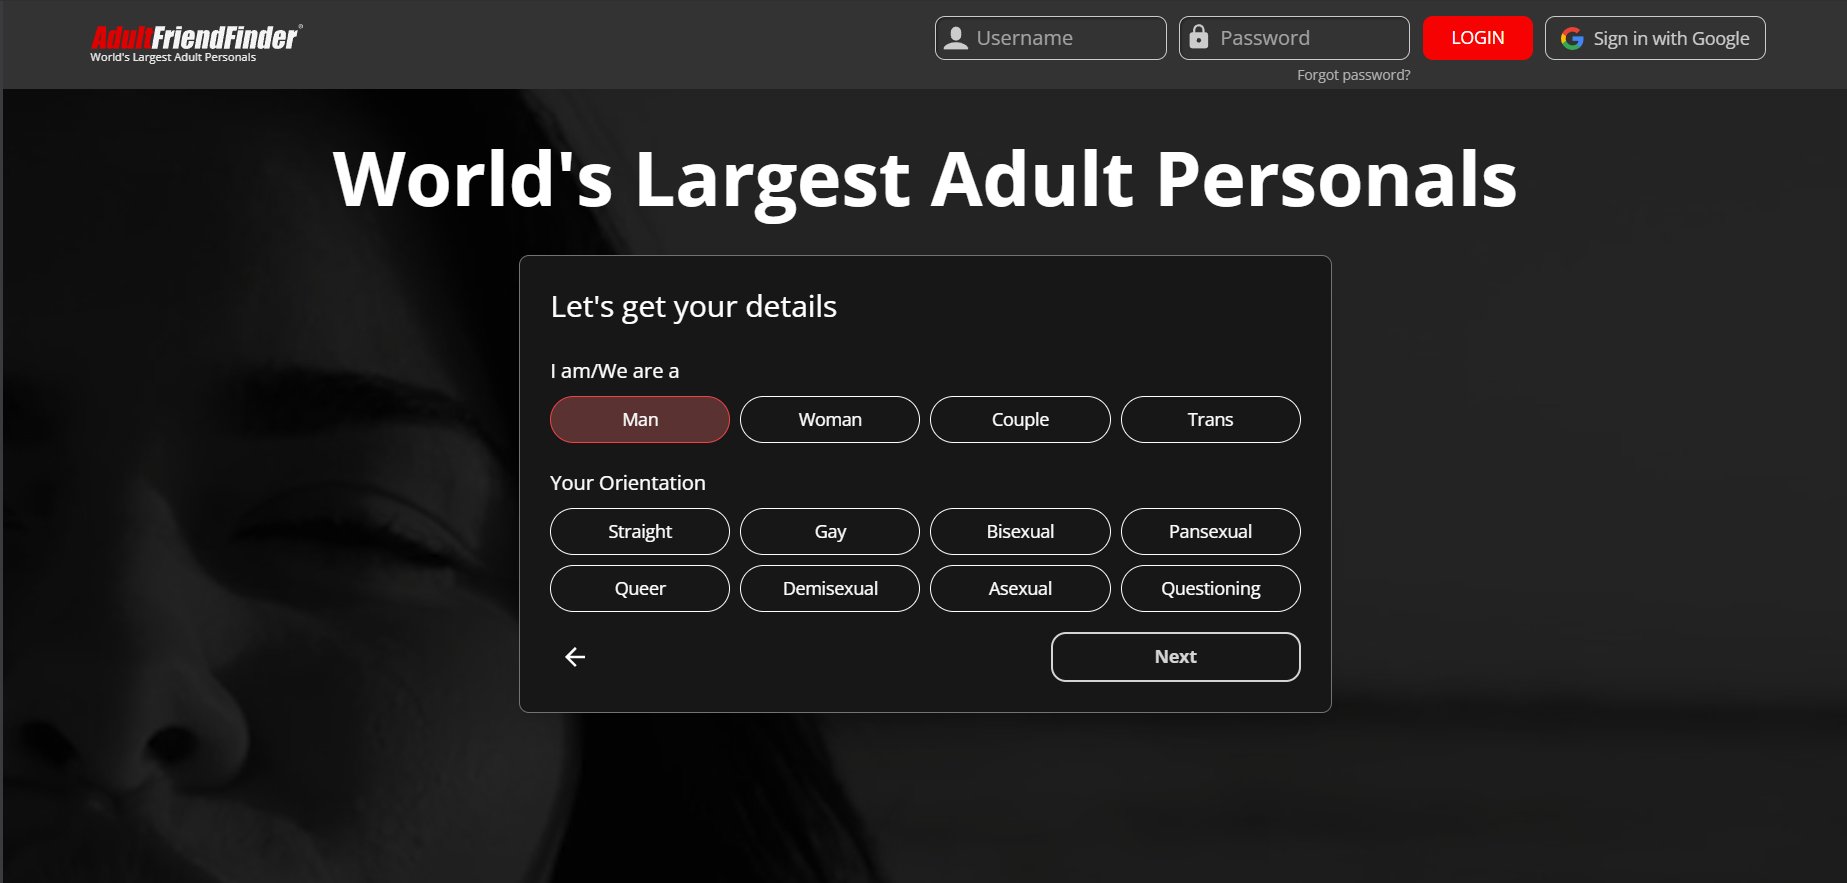 AdultFriendFinder®
World's Largest Adult Personals
Username
Password
LOGIN
Sign in with Google
Forgot password?
World's Largest Adult Personals
Let's get your details
I am/We are a
Man Woman Couple Trans
Your Orientation
Straight Gay Bisexual Pansexual
Queer Demisexual Asexual Questioning
Next